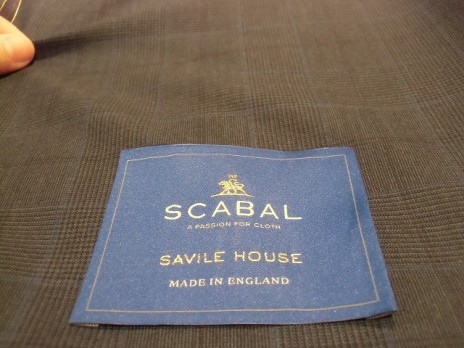 SCABAL
A PASSION FOR CLOTH
SAVILE HOUSE
MADE IN ENGLAND